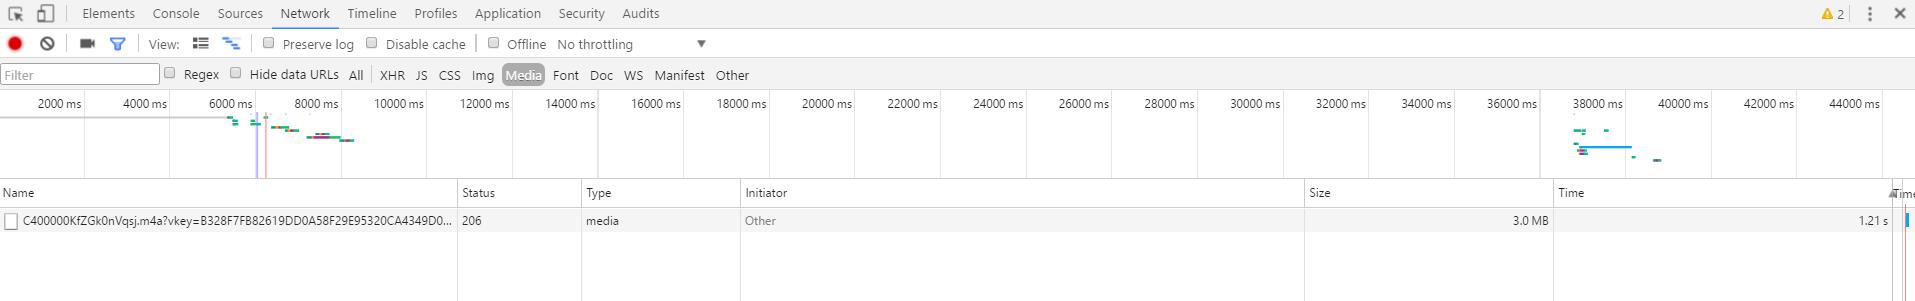 Elements Console Sources Network Timeline Profiles Application Security Audits 2
View: Preserve log Disable cache Offline No throttling
Filter Regex Hide data URLs All XHR JS CSS Img Media Font Doc WS Manifest Other
2000 ms 4000 ms 6000 ms 8000 ms 10000 ms 12000 ms 14000 ms 16000 ms 18000 ms 20000 ms 22000 ms 24000 ms 26000 ms 28000 ms 30000 ms 32000 ms 34000 ms 36000 ms 38000 ms 40000 ms 42000 ms 44000 ms
Name Status Type Initiator Size Time Time
C400000KfZGk0nVqsj.m4a?vkey=B328F7FB82619DD0A58F29E95320CA4349D0... 206 media Other 3.0 MB 1.21 s